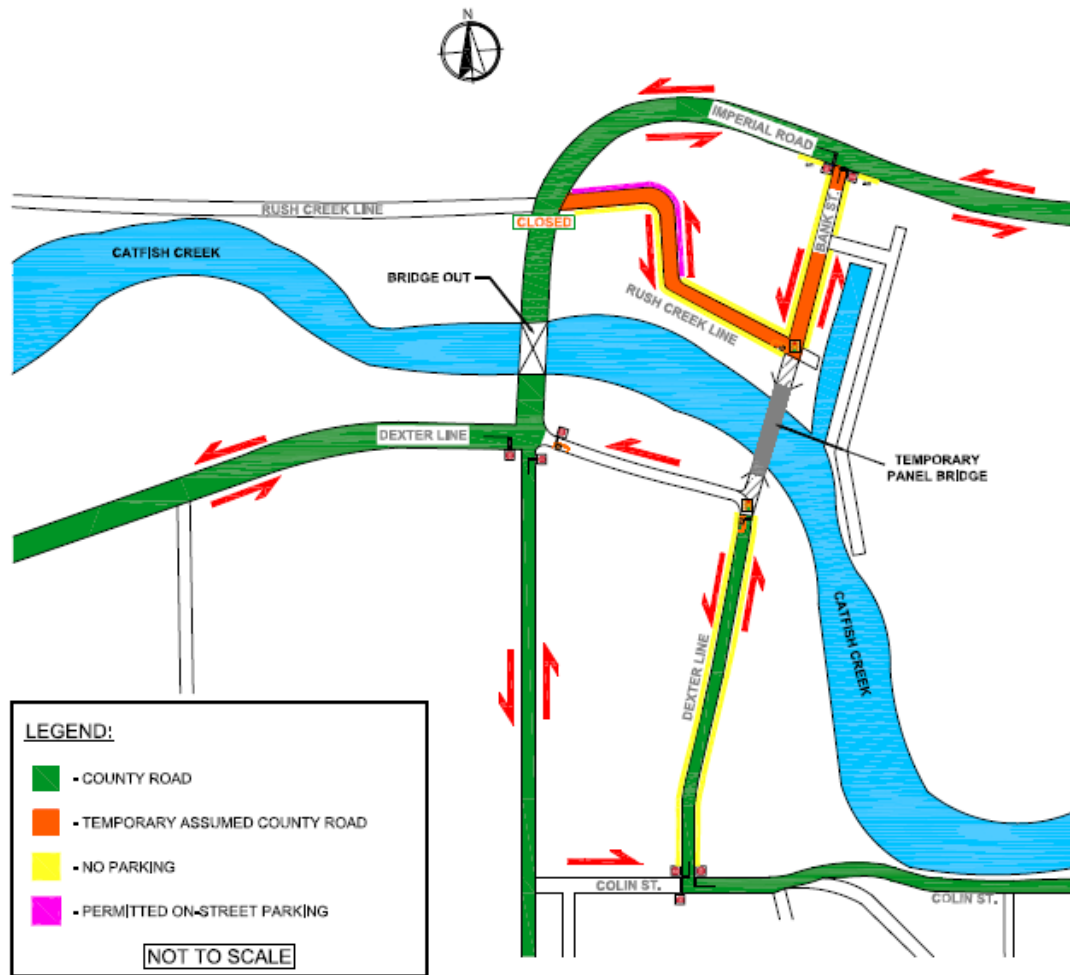 N
IMPERIAL ROAD
RUSH CREEK LINE
CLOSED
BANK ST.
CATFISH CREEK
BRIDGE OUT
RUSH CREEK LINE
DEXTER LINE
TEMPORARY
PANEL BRIDGE
CATFISH CREEK
DEXTER LINE
COLIN ST.
COLIN ST.
LEGEND:
- COUNTY ROAD
- TEMPORARY ASSUMED COUNTY ROAD
- NO PARKING
- PERMITTED ON-STREET PARKING
NOT TO SCALE